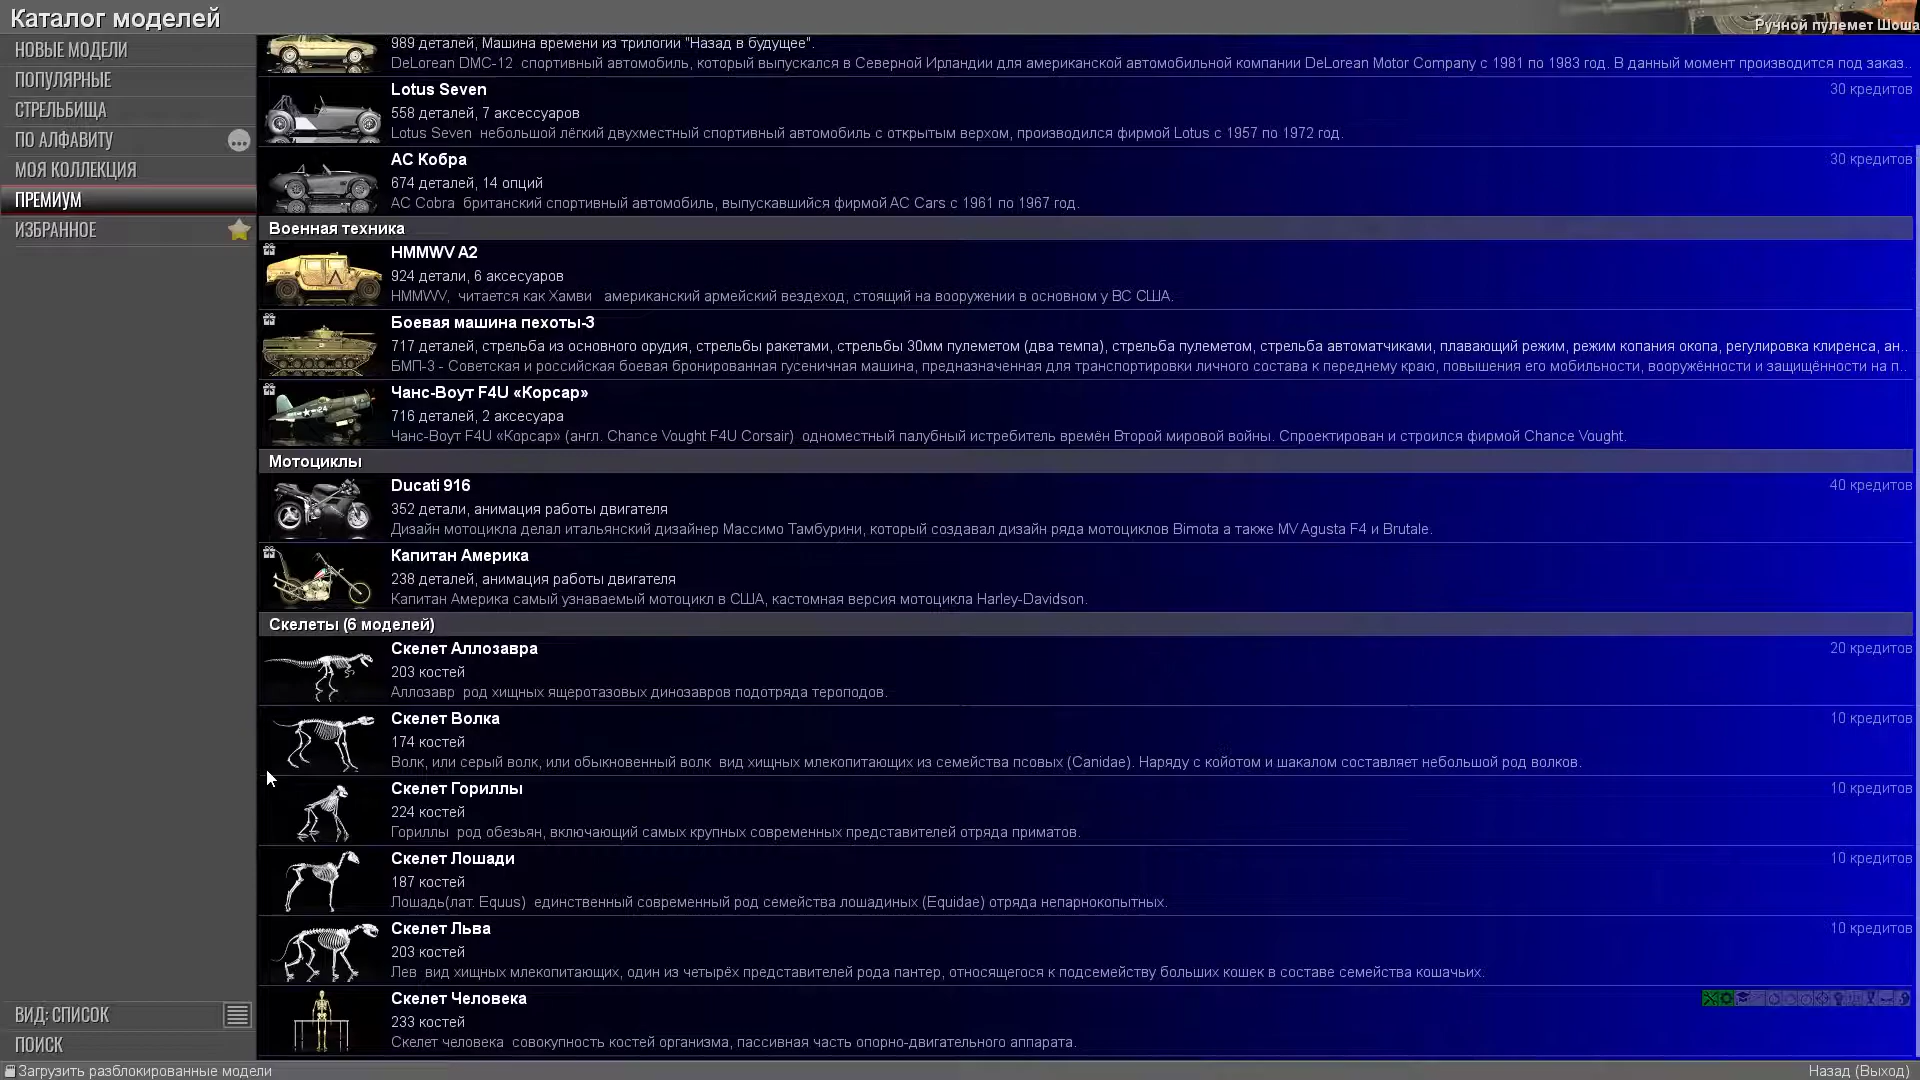 Каталог моделей
Ручной пулемет Шоша
НОВЫЕ МОДЕЛИ
ПОПУЛЯРНЫЕ
СТРЕЛЬБИЩА
ПО АЛФАВИТУ
МОЯ КОЛЛЕКЦИЯ
ПРЕМИУМ
ИЗБРАННОЕ
989 деталей, Машина времени из трилогии "Назад в будущее".
DeLorean DMC-12 спортивный автомобиль, который выпускался в Северной Ирландии для американской автомобильной компании DeLorean Motor Company с 1981 по 1983 год. В данный момент производится под заказ...
Lotus Seven
30 кредитов
558 деталей, 7 аксессуаров
Lotus Seven небольшой лёгкий двухместный спортивный автомобиль с открытым верхом, производился фирмой Lotus с 1957 по 1972 год.
АС Кобра
30 кредитов
674 деталей, 14 опций
AC Cobra британский спортивный автомобиль, выпускавшийся фирмой AC Cars с 1961 по 1967 год.
Военная техника
HMMWV A2
924 детали, 6 аксесуаров
HMMWV, читается как Хамви американский армейский вездеход, стоящий на вооружении в основном у ВС США.
Боевая машина пехоты-3
717 деталей, стрельба из основного орудия, стрельбы ракетами, стрельбы 30мм пулеметом (два темпа), стрельба пулеметом, стрельба автоматчиками, плавающий режим, режим копания окопа, регулировка клиренса, ан..
БМП-3 - Советская и российская боевая бронированная гусеничная машина, предназначенная для транспортировки личного состава к переднему краю, повышения его мобильности, вооружённости и защищённости на п..
Чанс-Воут F4U «Корсар»
716 деталей, 2 аксесуара
Чанс-Воут F4U «Корсар» (англ. Chance Vought F4U Corsair) одноместный палубный истребитель времён Второй мировой войны. Спроектирован и строился фирмой Chance Vought.
Мотоциклы
Ducati 916
40 кредитов
352 детали, анимация работы двигателя
Дизайн мотоцикла делал итальянский дизайнер Массимо Тамбурини, который создавал дизайн ряда мотоциклов Bimota а также MV Agusta F4 и Brutale.
Капитан Америка
238 деталей, анимация работы двигателя
Капитан Америка самый узнаваемый мотоцикл в США, кастомная версия мотоцикла Harley-Davidson.
Скелеты (6 моделей)
Скелет Аллозавра
20 кредитов
203 костей
Аллозавр род хищных ящеротазовых динозавров подотряда тероподов.
Скелет Волка
10 кредитов
174 костей
Волк, или серый волк, или обыкновенный волк вид хищных млекопитающих из семейства псовых (Canidae). Наряду с койотом и шакалом составляет небольшой род волков.
Скелет Гориллы
10 кредитов
224 костей
Гориллы род обезьян, включающий самых крупных современных представителей отряда приматов.
Скелет Лошади
10 кредитов
187 костей
Лошадь(лат. Equus) единственный современный род семейства лошадиных (Equidae) отряда непарнокопытных.
Скелет Льва
10 кредитов
203 костей
Лев вид хищных млекопитающих, один из четырёх представителей рода пантер, относящегося к подсемейству больших кошек в составе семейства кошачьих.
Скелет Человека
233 костей
Скелет человека совокупность костей организма, пассивная часть опорно-двигательного аппарата.
ВИД: СПИСОК
ПОИСК
Загрузить разблокированные модели
Назад (Выход)